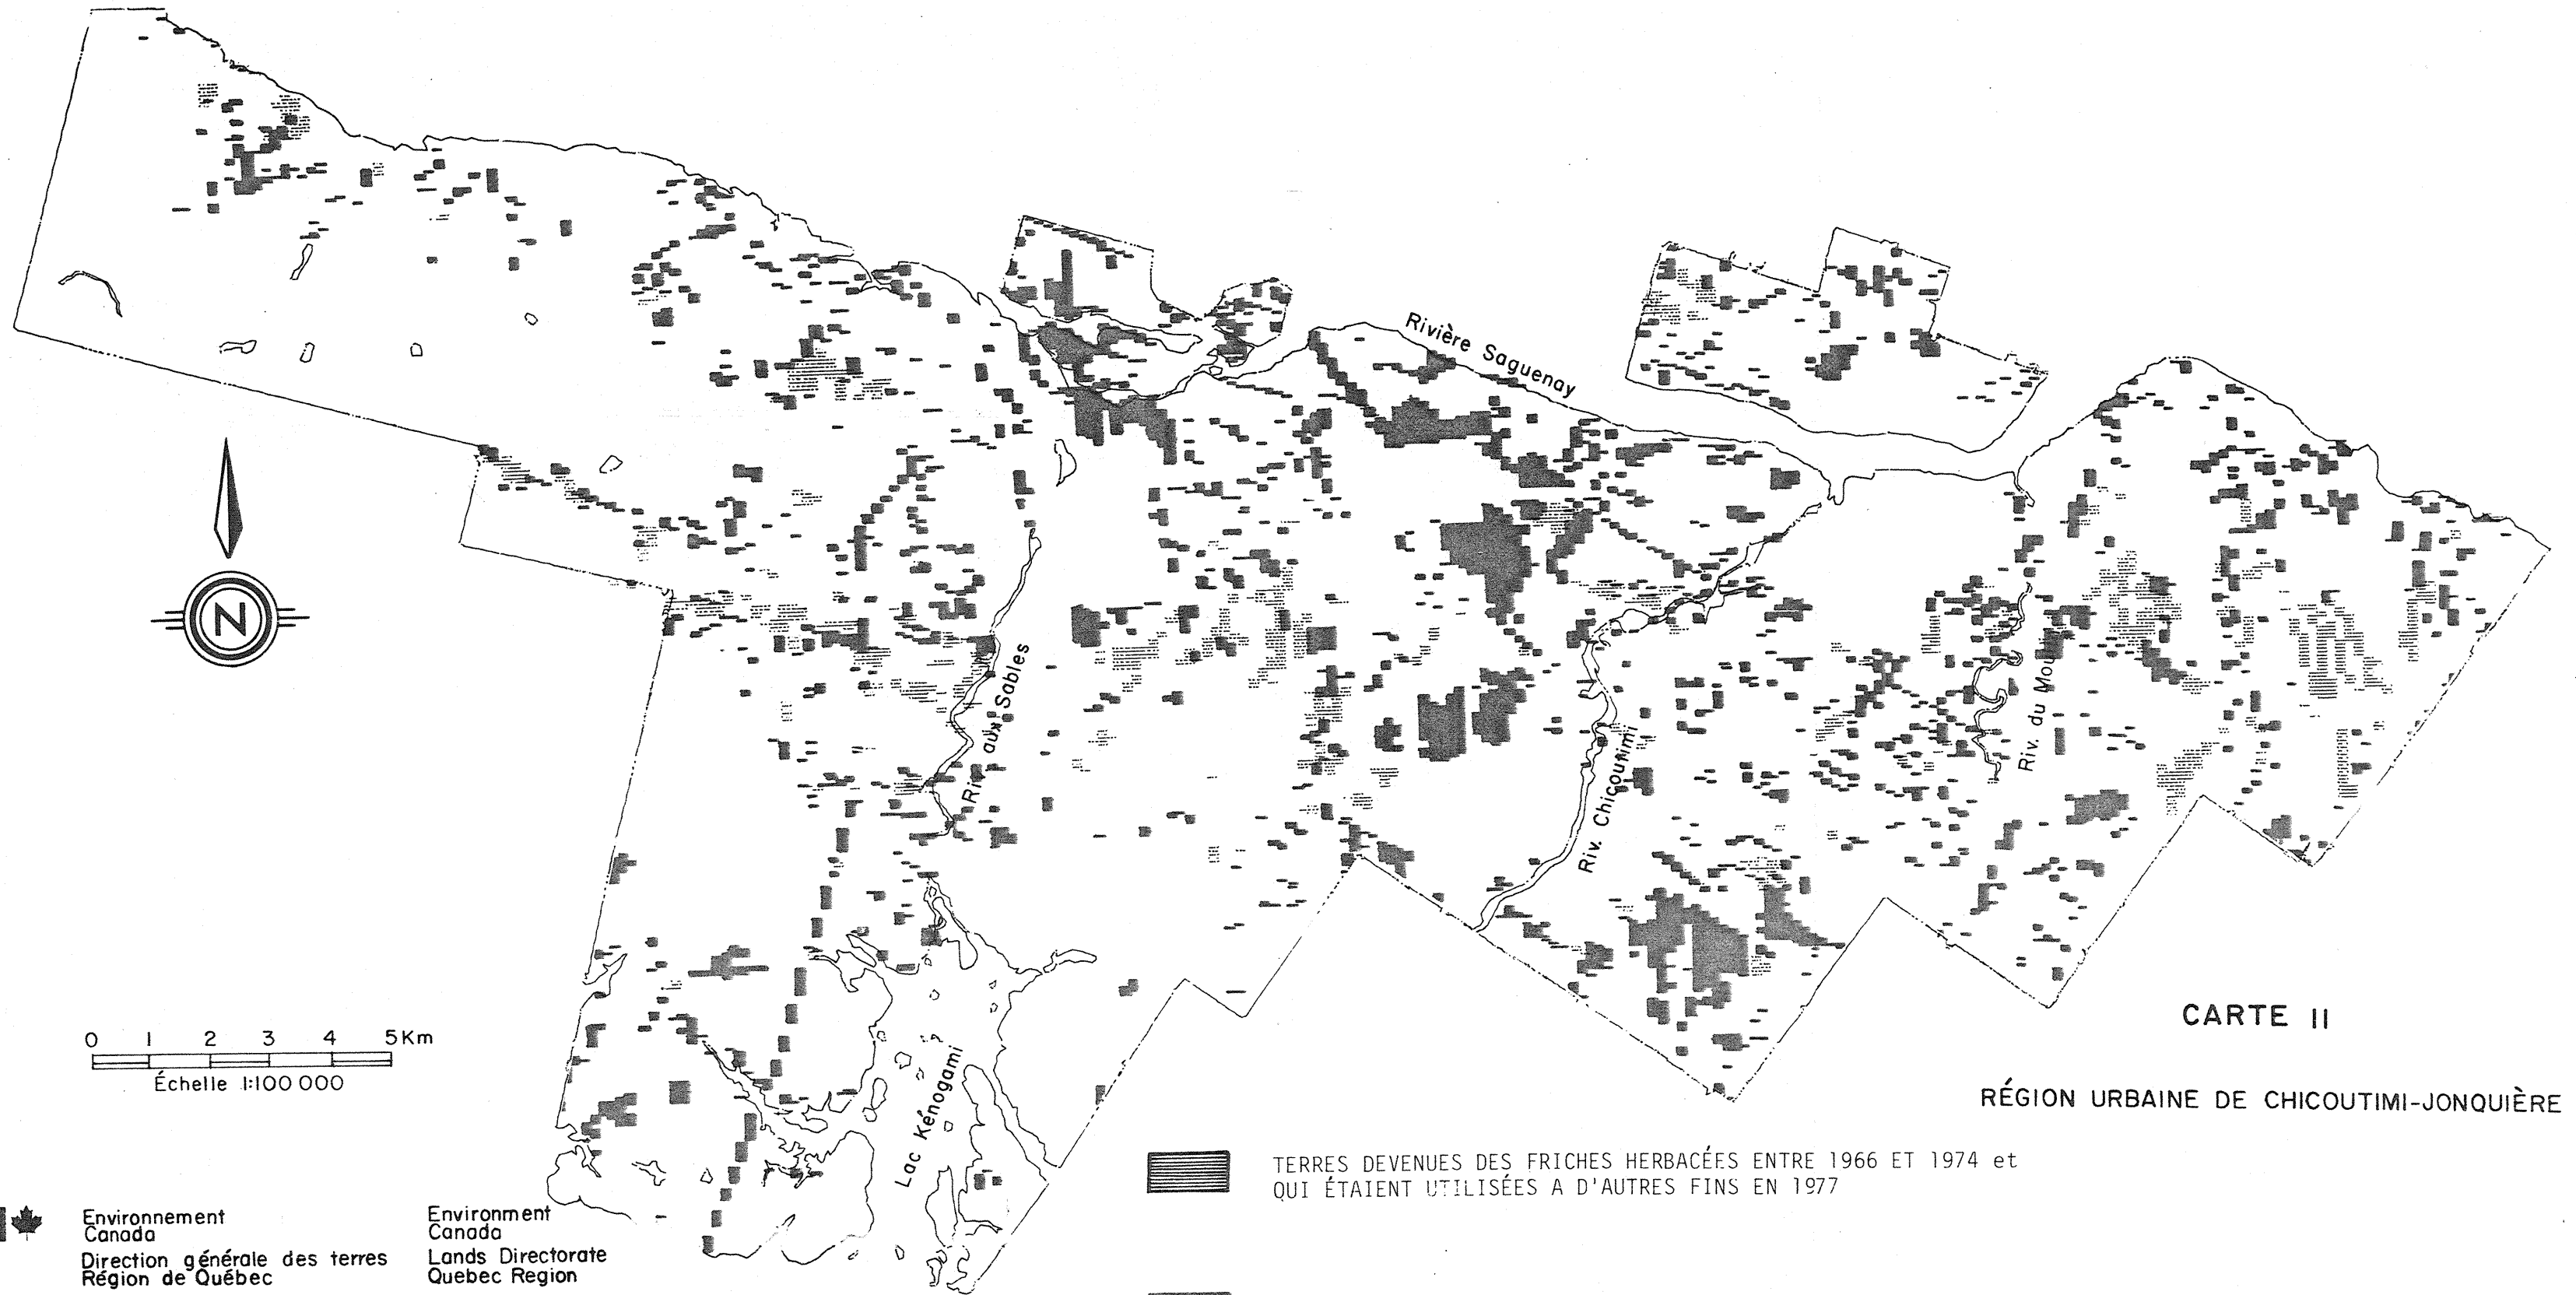 Rivière Saguenay
Riv. aux Sables
Riv. Chicoutimi
Riv. du Moulin
Lac Kénogami
N
0 1 2 3 4 5 Km
Échelle 1:100 000
CARTE II
RÉGION URBAINE DE CHICOUTIMI-JONQUIÈRE
TERRES DEVENUES DES FRICHES HERBACÉES ENTRE 1966 ET 1974 et
QUI ÉTAIENT UTILISÉES A D'AUTRES FINS EN 1977
Environnement
Canada
Direction générale des terres
Région de Québec
Environment
Canada
Lands Directorate
Quebec Region